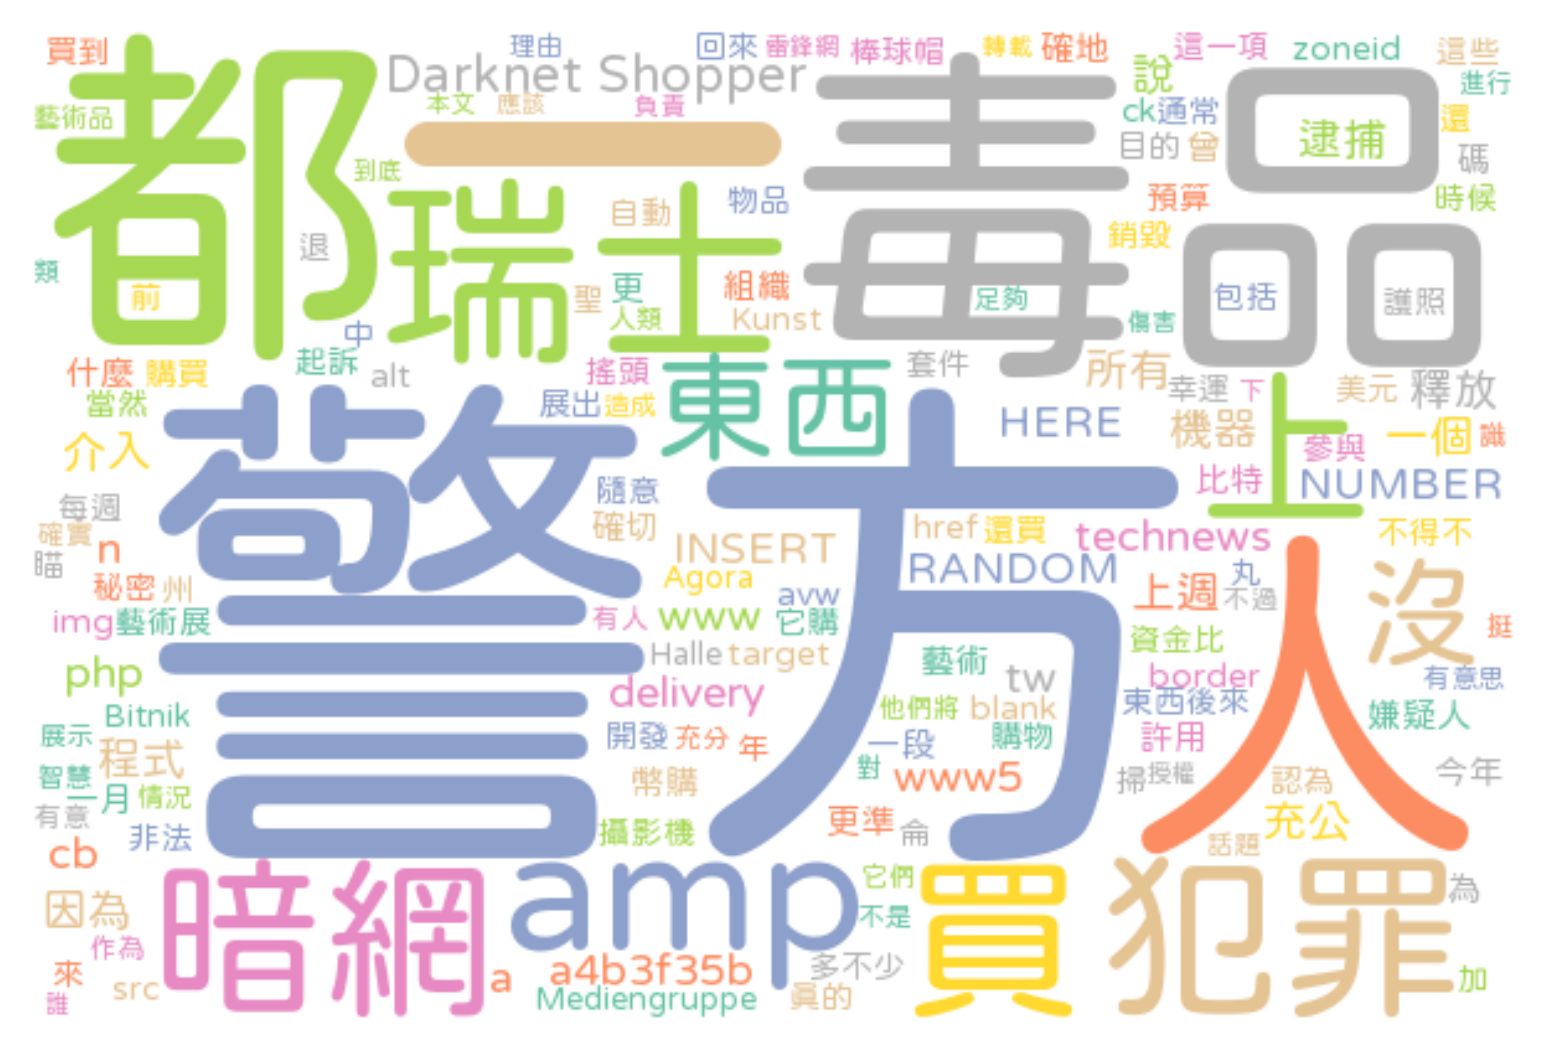 買到 理由 回來 雷鋒網 棒球帽 轉載 確地 這一項 zoneid 這些
都 Darknet Shopper 毒品 說 進行
藝術品 本文 應該 負責 ck 通常 還
一 目的 曾 逮捕 碼
到底 瑞士 自動 物品 預算 時候
退 銷毀
類 前 聖 更 組織 足夠 包括 護照
中 人類 Kunst 傷害
什麼 購買 起訴 alt 搖頭 東西 套件 所有 幸運 下 美元 釋放
當然 展出 造成 HERE 機器 上 參與 一個 識
介入 警方 比特 NUMBER
每週 隨意
確實 n 確切 INSERT href 還買 technews 人 不得不
瞄 秘密 州 Agora avw RANDOM 丸 沒
上週 不過
img 藝術展 有人 www 它購 資金比 挺
php Halle target 藝術 tw border 有意思
delivery 他們將 blank 東西後來 嫌疑人
Bitnik
展示 程式 開發 充分 年 一段 購物 許用
智慧 幣購 對 www5 掃 授權 認為 今年
有意 一月 情況
非法 攝影機 更準 侖 充公
cb 話題
暗網 amp 它們 買 犯罪 為
因為 不是
作為
來 src a a4b3f35b 多不少 加
誰 Mediengruppe 真的